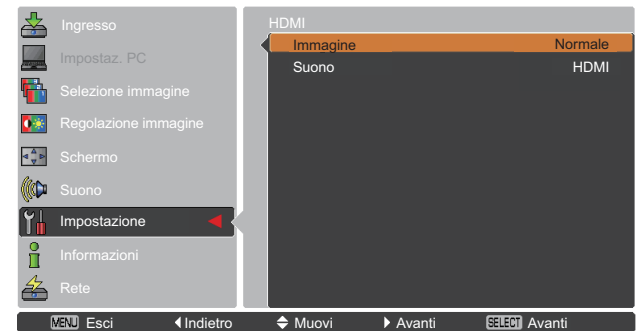 Ingresso
Impostaz. PC
Selezione immagine
Regolazione immagine
Schermo
Suono
Impostazione
Informazioni
Rete
HDMI
Immagine Normale
Suono HDMI
MENU Esci Indietro Muovi Avanti SELECT Avanti